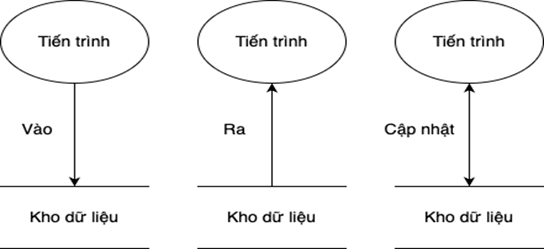 Tiến trình
Tiến trình
Tiến trình
Vào
Ra
Cập nhật
Kho dữ liệu
Kho dữ liệu
Kho dữ liệu